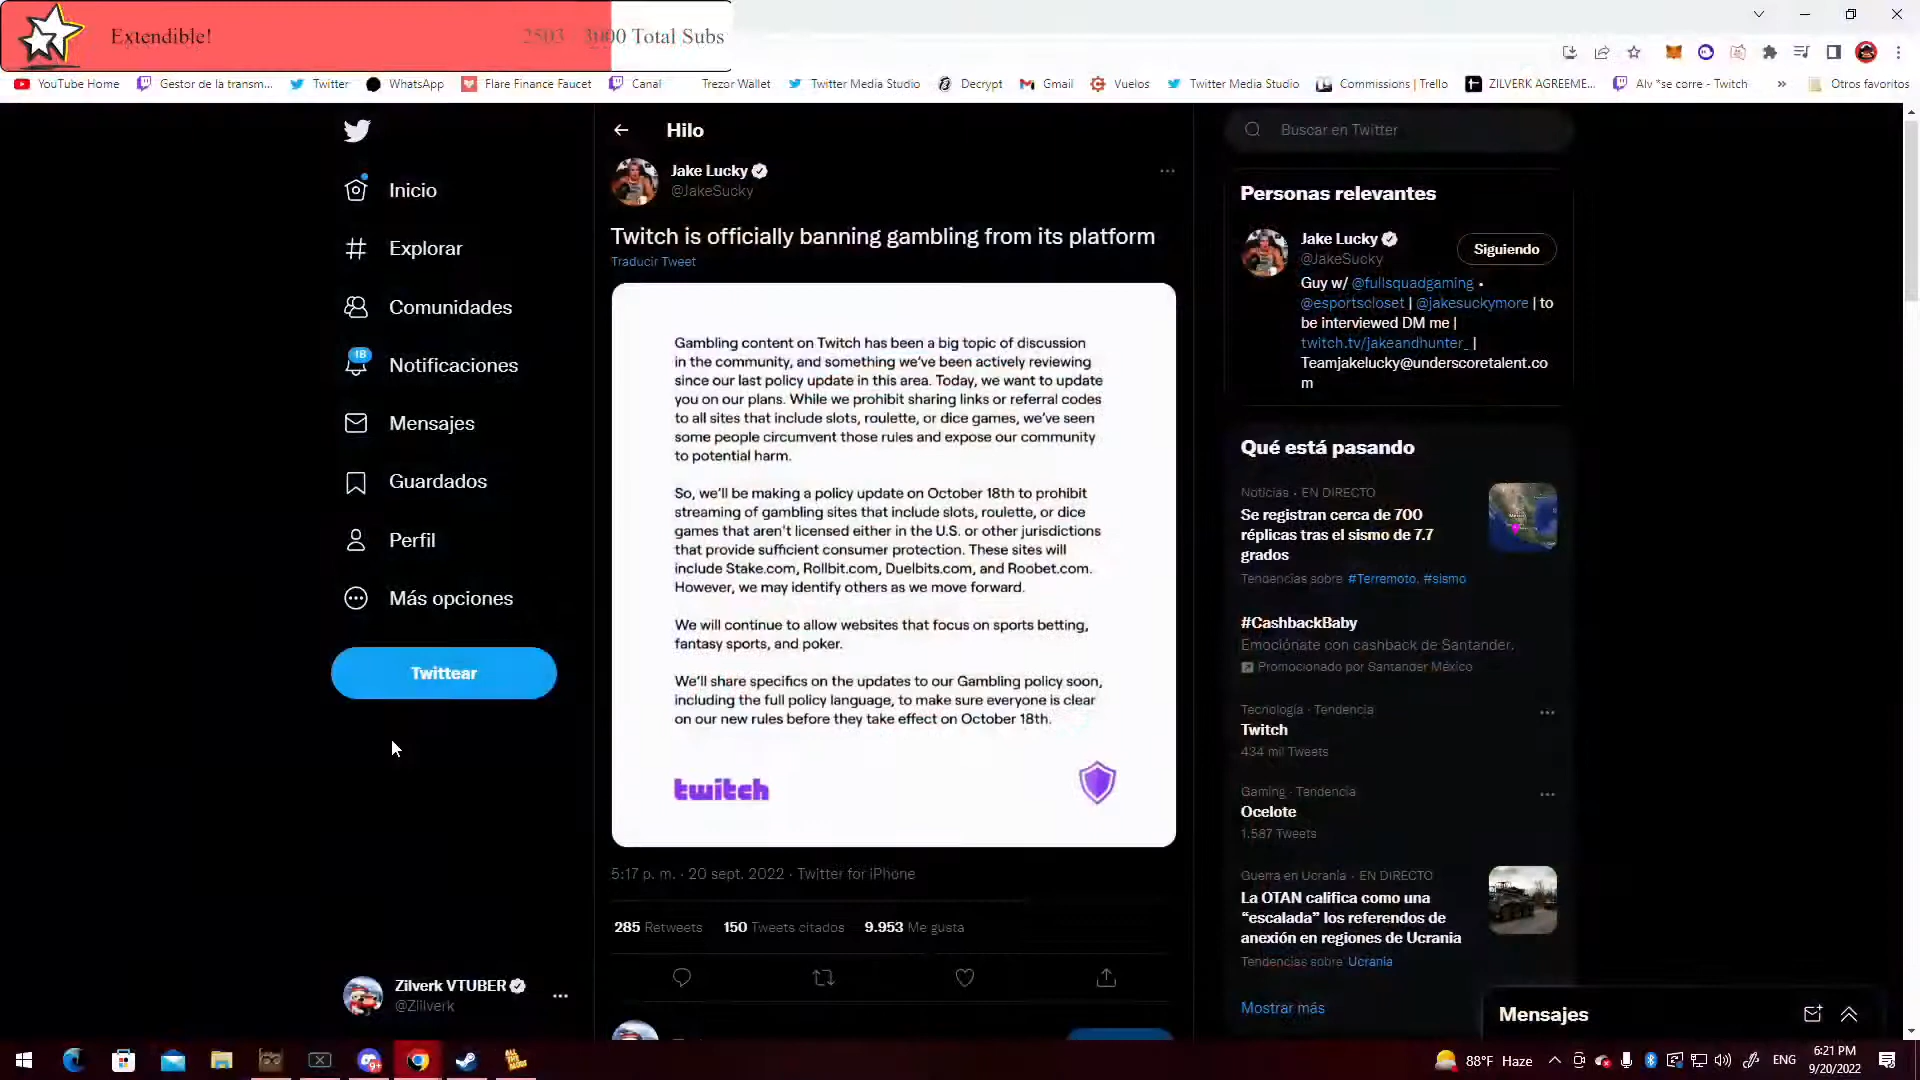 Extendible!
2503 - 3000 Total Subs
YouTube Home
Gestor de la transm...
Twitter
WhatsApp
Flare Finance Faucet
Canal
Trezor Wallet
Twitter Media Studio
Decrypt
Gmail
Vuelos
Twitter Media Studio
Commissions | Trello
ZILVERK AGREEME...
Alv *se corre - Twitch
»
Otros favoritos
Inicio
Explorar
Comunidades
18
Notificaciones
Mensajes
Guardados
Perfil
Más opciones
Twittear
Zilverk VTUBER
@Zlilverk
Hilo
Jake Lucky
@JakeSucky
Twitch is officially banning gambling from its platform
Traducir Tweet
Gambling content on Twitch has been a big topic of discussion
in the community, and something we've been actively reviewing
since our last policy update in this area. Today, we want to update
you on our plans. While we prohibit sharing links or referral codes
to all sites that include slots, roulette, or dice games, we've seen
some people circumvent those rules and expose our community
to potential harm.
So, we'll be making a policy update on October 18th to prohibit
streaming of gambling sites that include slots, roulette, or dice
games that aren't licensed either in the U.S. or other jurisdictions
that provide sufficient consumer protection. These sites will
include Stake.com, Rollbit.com, Duelbits.com, and Roobet.com.
However, we may identify others as we move forward.
We will continue to allow websites that focus on sports betting,
fantasy sports, and poker.
We'll share specifics on the updates to our Gambling policy soon,
including the full policy language, to make sure everyone is clear
on our new rules before they take effect on October 18th.
twitch
5:17 p. m. · 20 sept. 2022 · Twitter for iPhone
285 Retweets 150 Tweets citados 9.953 Me gusta
Buscar en Twitter
Personas relevantes
Jake Lucky
@JakeSucky
Siguiendo
Guy w/ @fullsquadgaming •
@esportscloset | @jakesuckymore | to
be interviewed DM me |
twitch.tv/jakeandhunter_ |
Teamjakelucky@underscoretalent.co
m
Qué está pasando
Noticias · EN DIRECTO
Se registran cerca de 700
réplicas tras el sismo de 7.7
grados
Tendencias sobre #Terremoto, #sismo
#CashbackBaby
Emociónate con cashback de Santander.
Promocionado por Santander México
Tecnología · Tendencia
Twitch
434 mil Tweets
Gaming · Tendencia
Ocelote
1.587 Tweets
Guerra en Ucrania · EN DIRECTO
La OTAN califica como una
“escalada” los referendos de
anexión en regiones de Ucrania
Tendencias sobre Ucrania
Mostrar más
Mensajes
9+
88°F Haze
ENG
6:21 PM
9/20/2022